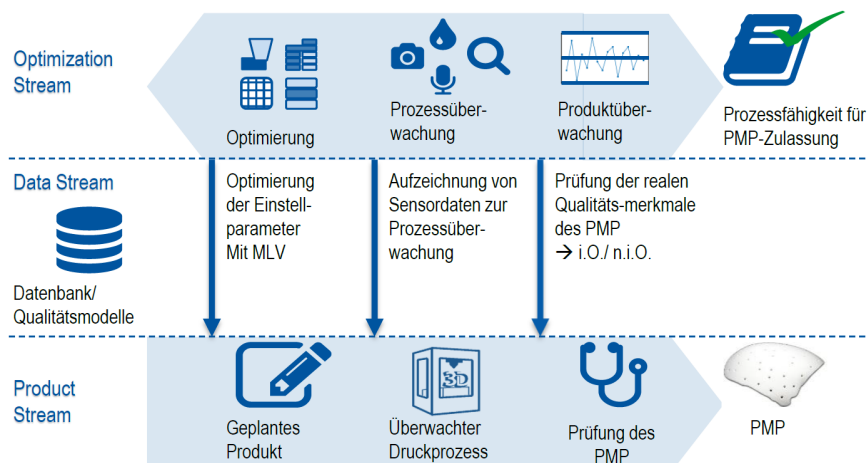 Optimization
Stream
Optimierung
Prozessüber-
wachung
Produktüber-
wachung
Prozessfähigkeit für
PMP-Zulassung
Data Stream
Datenbank/
Qualitätsmodelle
Optimierung
der Einstell-
parameter
Mit MLV
Aufzeichnung von
Sensordaten zur
Prozessüber-
wachung
Prüfung der realen
Qualitäts-merkmale
des PMP
→ i.O./ n.i.O.
Product
Stream
Geplantes
Produkt
3D
Überwachter
Druckprozess
Prüfung des
PMP
PMP